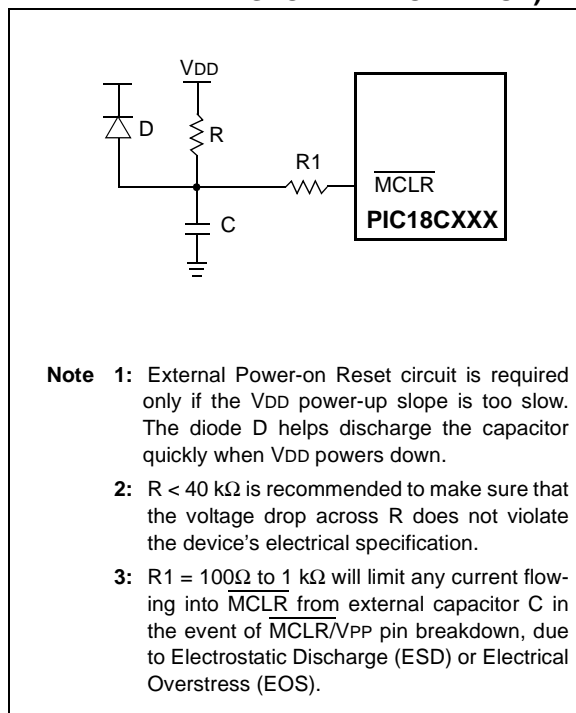 VDD
D
R
R1
MCLR
PIC18CXXX
C
Note 1: External Power-on Reset circuit is required
only if the VDD power-up slope is too slow.
The diode D helps discharge the capacitor
quickly when VDD powers down.
2: R < 40 kΩ is recommended to make sure that
the voltage drop across R does not violate
the device's electrical specification.
3: R1 = 100Ω to 1 kΩ will limit any current flow-
ing into MCLR from external capacitor C in
the event of MCLR/VPP pin breakdown, due
to Electrostatic Discharge (ESD) or Electrical
Overstress (EOS).